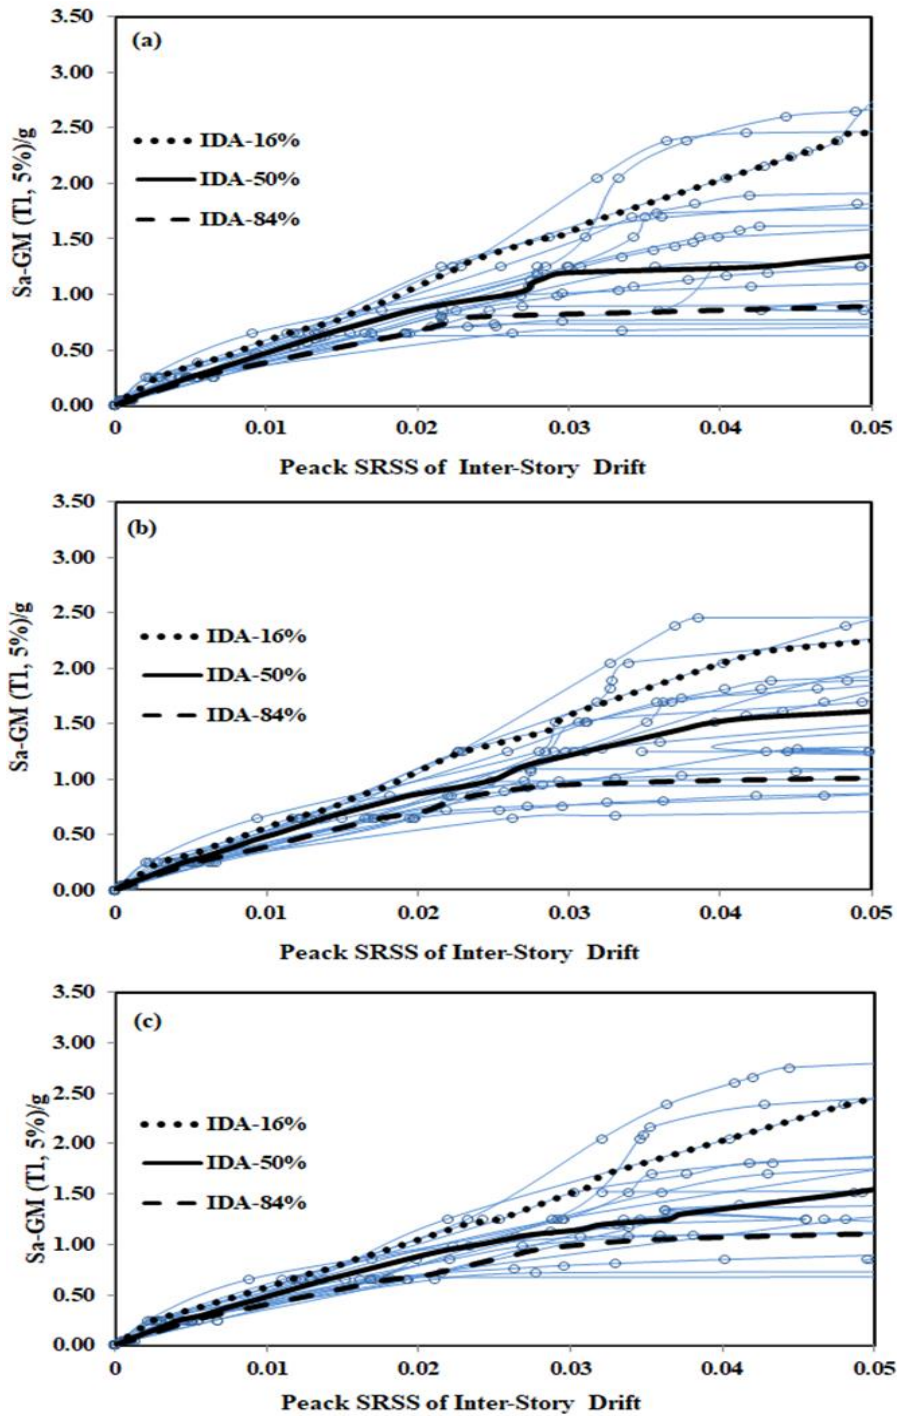 3.50
(a)
3.00
2.50
IDA-16%
2.00
IDA-50%
IDA-84%
1.50
1.00
0.50
0.00
Sa-GM (T1, 5%)/g
0 0.01 0.02 0.03 0.04 0.05
Peack SRSS of Inter-Story Drift
3.50
(b)
3.00
2.50
IDA-16%
2.00
IDA-50%
IDA-84%
1.50
1.00
0.50
0.00
Sa-GM (T1, 5%)/g
0 0.01 0.02 0.03 0.04 0.05
Peack SRSS of Inter-Story Drift
3.50
(c)
3.00
2.50
IDA-16%
2.00
IDA-50%
1.50
IDA-84%
1.00
0.50
0.00
Sa-GM (T1, 5%)/g
0 0.01 0.02 0.03 0.04 0.05
Peack SRSS of Inter-Story Drift